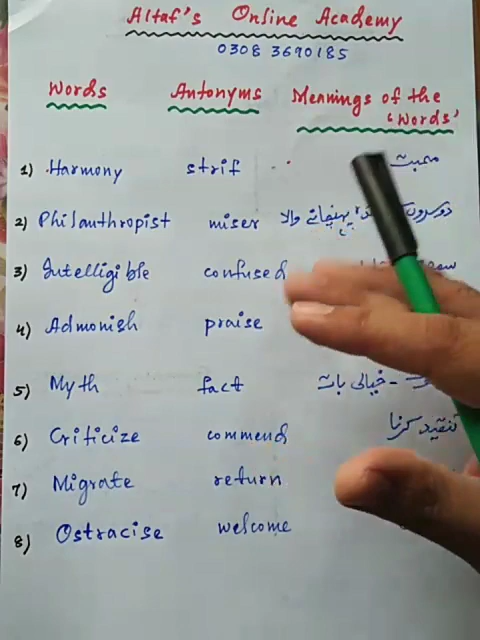 Altaf's Online Academy
0308 3690185
Words Antonyms Meanings of the
'Words'
1) Harmony strif محبت
2) Philanthropist miser پہنچانے والا
3) Intelligible confused
4) Admonish praise
5) Myth fact خیالی بات
6) Criticize commend تنقید کرنا
7) Migrate return
8) Ostracise welcome